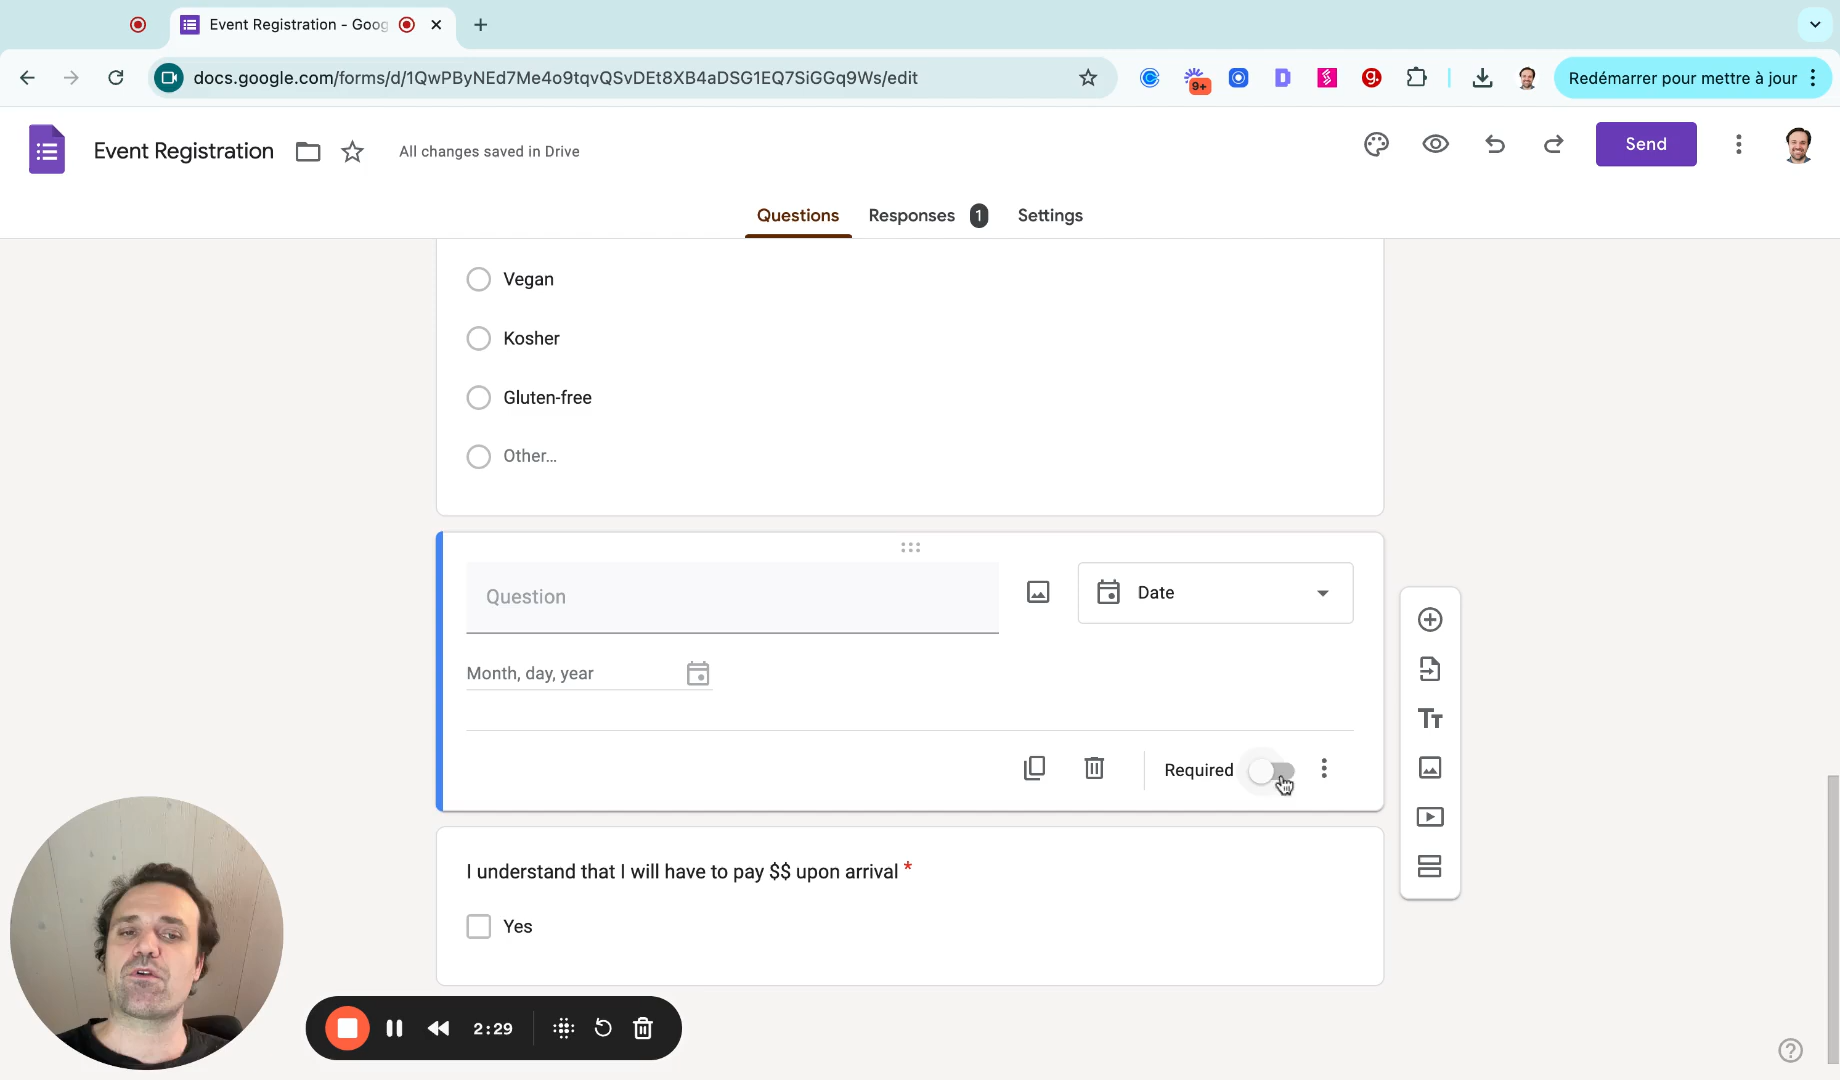 Event Registration - Goog
docs.google.com/forms/d/1QwPByNEd7Me4o9tqvQSvDEt8XB4aDSG1EQ7SiGGq9Ws/edit
9+
Redémarrer pour mettre à jour
Event Registration
All changes saved in Drive
Send
Questions
Responses 1
Settings
Vegan
Kosher
Gluten-free
Other...
Question
Date
Month, day, year
Required
I understand that I will have to pay $$ upon arrival *
Yes
2:29